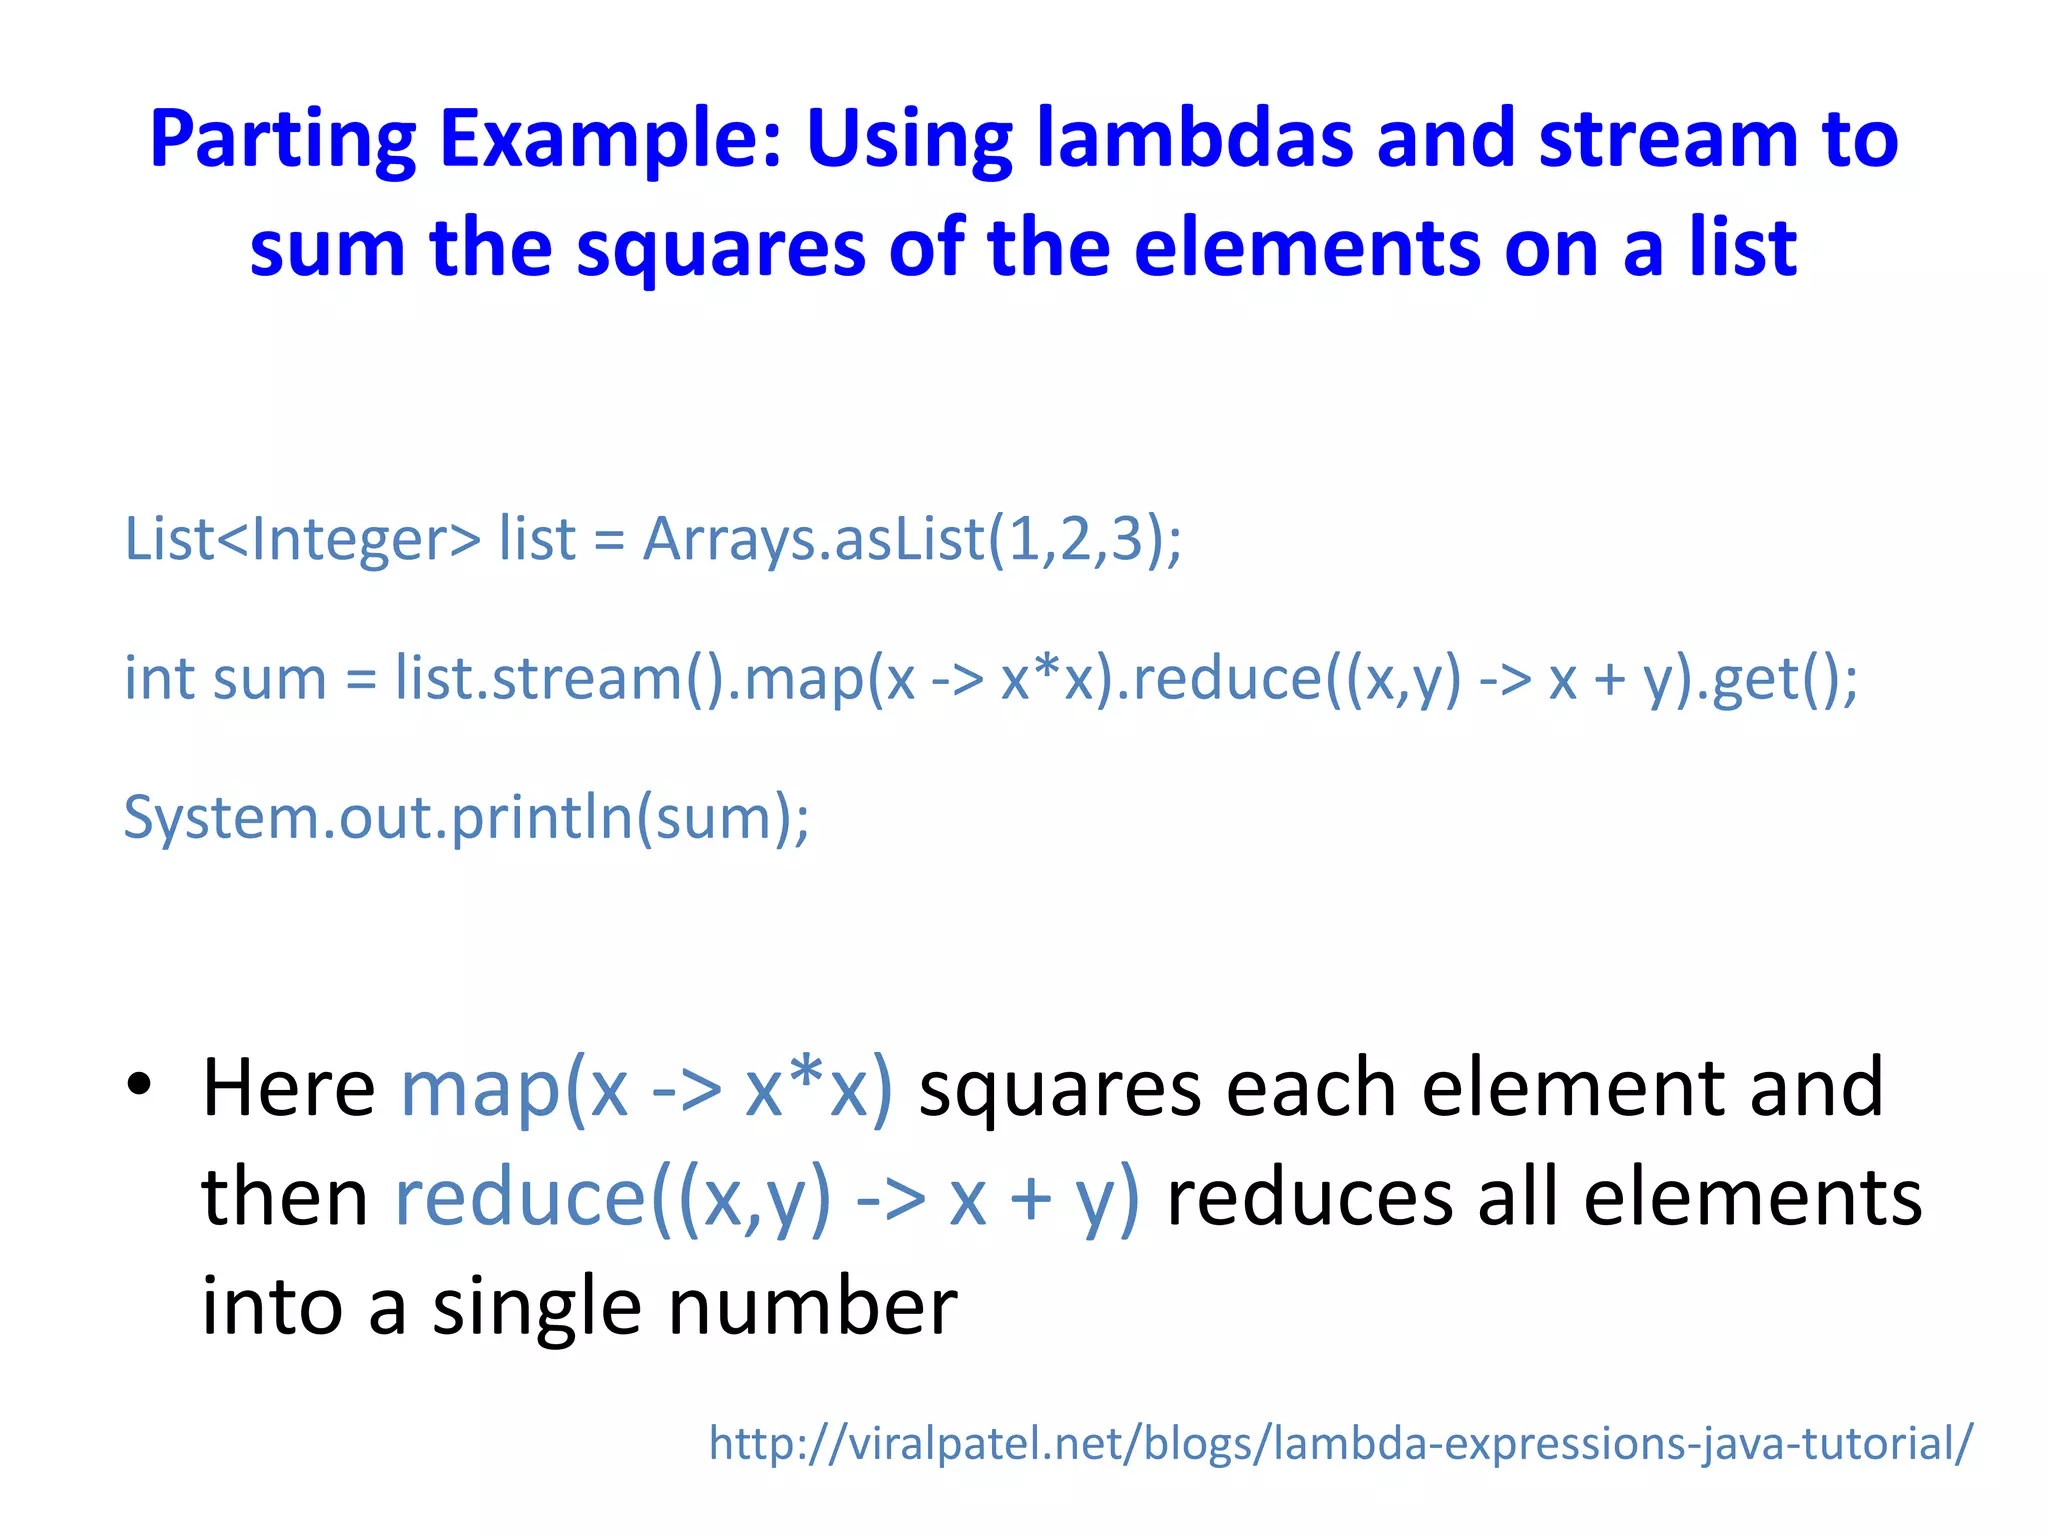 Parting Example: Using lambdas and stream to
sum the squares of the elements on a list
List<Integer> list = Arrays.asList(1,2,3);
int sum = list.stream().map(x -> x*x).reduce((x,y) -> x + y).get();
System.out.println(sum);
• Here map(x -> x*x) squares each element and
then reduce((x,y) -> x + y) reduces all elements
into a single number
http://viralpatel.net/blogs/lambda-expressions-java-tutorial/